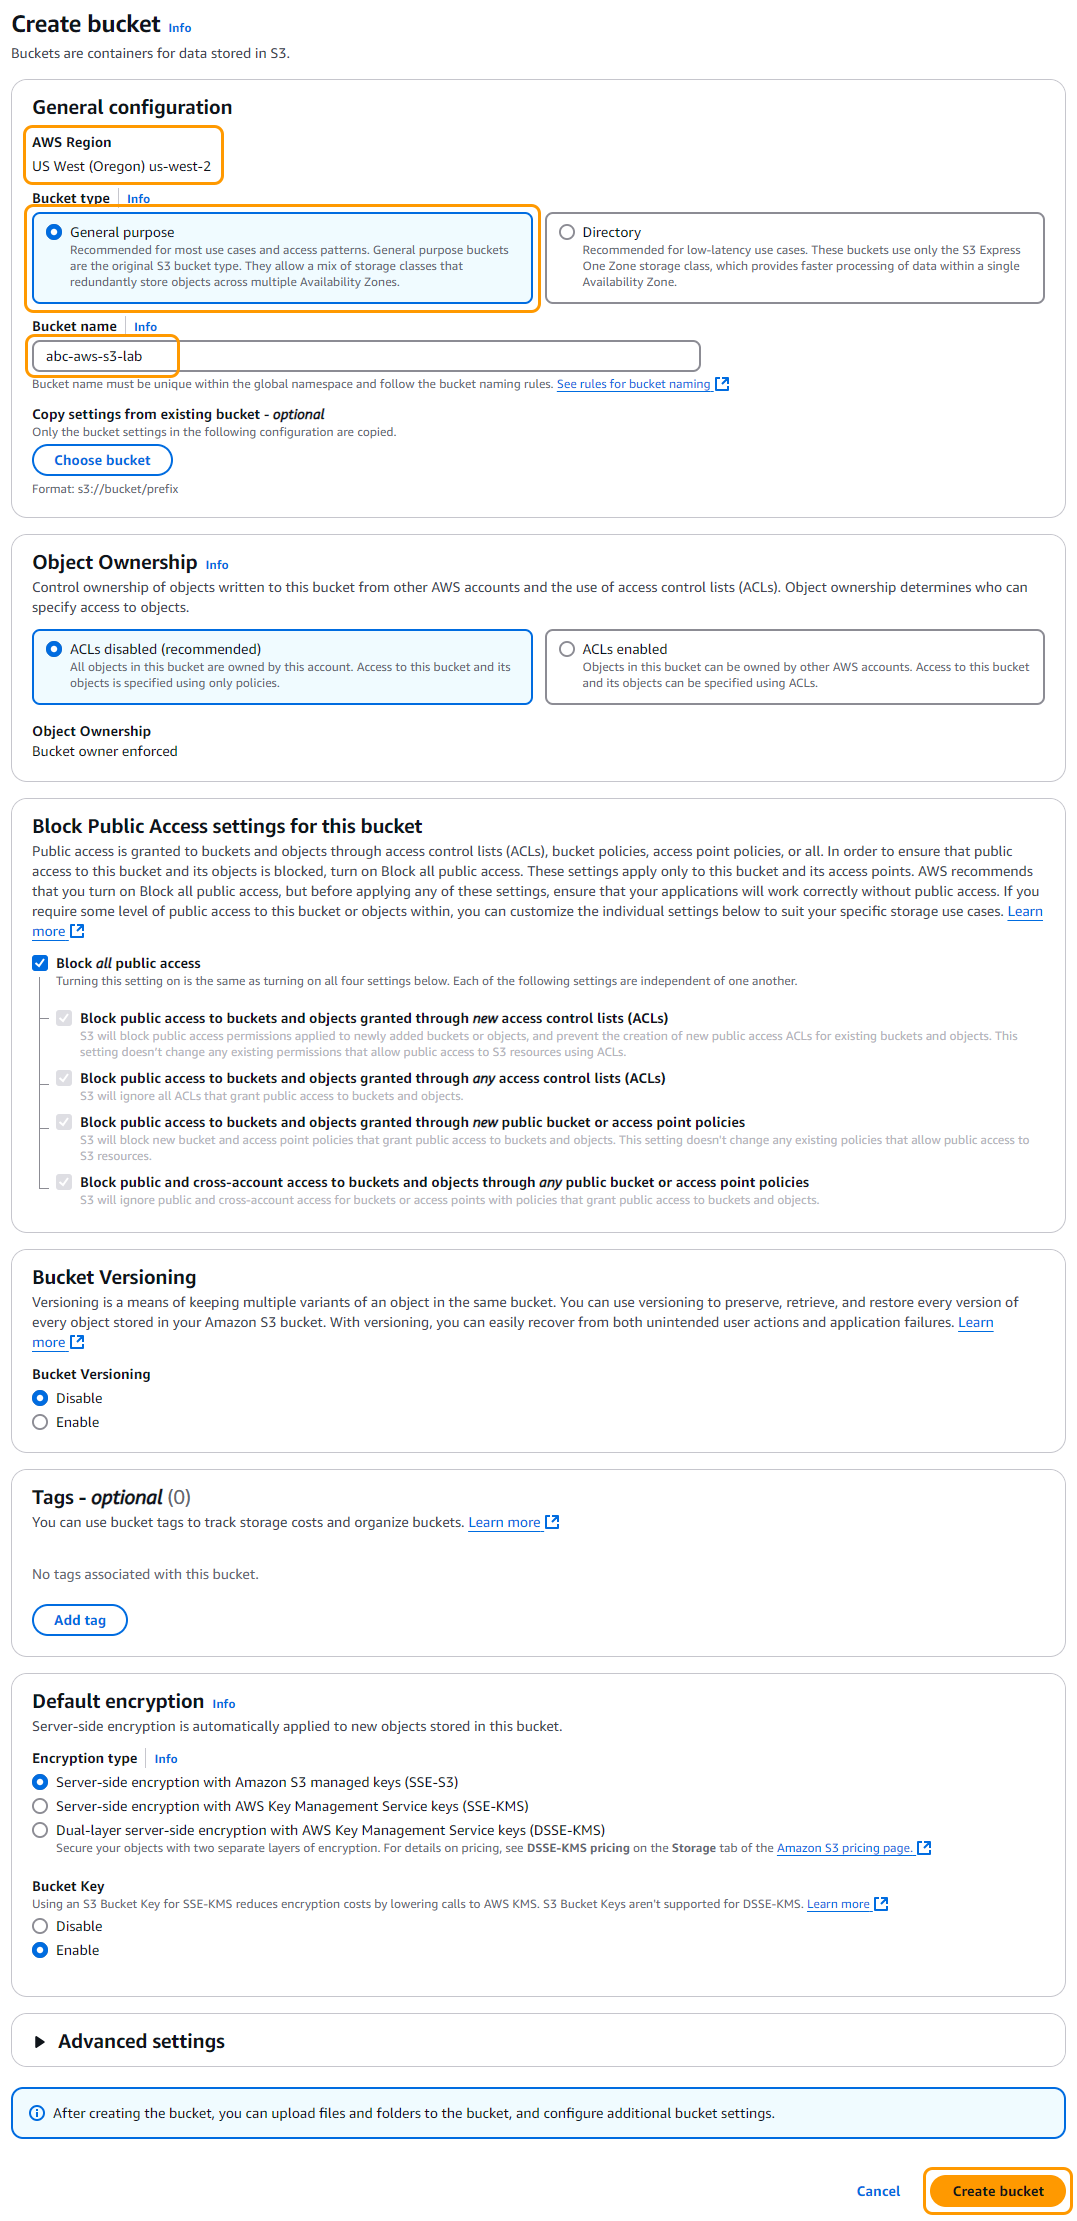 Create bucket Info
Buckets are containers for data stored in S3.
General configuration
AWS Region
US West (Oregon) us-west-2
Bucket type Info
General purpose
Recommended for most use cases and access patterns. General purpose buckets
are the original S3 bucket type. They allow a mix of storage classes that
redundantly store objects across multiple Availability Zones.
Directory
Recommended for low-latency use cases. These buckets use only the S3 Express
One Zone storage class, which provides faster processing of data within a single
Availability Zone.
Bucket name Info
abc-aws-s3-lab
Bucket name must be unique within the global namespace and follow the bucket naming rules. See rules for bucket naming
Copy settings from existing bucket - optional
Only the bucket settings in the following configuration are copied.
Choose bucket
Format: s3://bucket/prefix
Object Ownership Info
Control ownership of objects written to this bucket from other AWS accounts and the use of access control lists (ACLs). Object ownership determines who can
specify access to objects.
ACLs disabled (recommended)
All objects in this bucket are owned by this account. Access to this bucket and its
objects is specified using only policies.
ACLs enabled
Objects in this bucket can be owned by other AWS accounts. Access to this bucket
and its objects can be specified using ACLs.
Object Ownership
Bucket owner enforced
Block Public Access settings for this bucket
Public access is granted to buckets and objects through access control lists (ACLs), bucket policies, access point policies, or all. In order to ensure that public
access to this bucket and its objects is blocked, turn on Block all public access. These settings apply only to this bucket and its access points. AWS recommends
that you turn on Block all public access, but before applying any of these settings, ensure that your applications will work correctly without public access. If you
require some level of public access to this bucket or objects within, you can customize the individual settings below to suit your specific storage use cases. Learn
more
Block all public access
Turning this setting on is the same as turning on all four settings below. Each of the following settings are independent of one another.
Block public access to buckets and objects granted through new access control lists (ACLs)
S3 will block public access permissions applied to newly added buckets or objects, and prevent the creation of new public access ACLs for existing buckets and objects. This
setting doesn't change any existing permissions that allow public access to S3 resources using ACLs.
Block public access to buckets and objects granted through any access control lists (ACLs)
S3 will ignore all ACLs that grant public access to buckets and objects.
Block public access to buckets and objects granted through new public bucket or access point policies
S3 will block new bucket and access point policies that grant public access to buckets and objects. This setting doesn't change any existing policies that allow public access to
S3 resources.
Block public and cross-account access to buckets and objects through any public bucket or access point policies
S3 will ignore public and cross-account access for buckets or access points with policies that grant public access to buckets and objects.
Bucket Versioning
Versioning is a means of keeping multiple variants of an object in the same bucket. You can use versioning to preserve, retrieve, and restore every version of
every object stored in your Amazon S3 bucket. With versioning, you can easily recover from both unintended user actions and application failures. Learn
more
Bucket Versioning
Disable
Enable
Tags - optional (0)
You can use bucket tags to track storage costs and organize buckets. Learn more
No tags associated with this bucket.
Add tag
Default encryption Info
Server-side encryption is automatically applied to new objects stored in this bucket.
Encryption type Info
Server-side encryption with Amazon S3 managed keys (SSE-S3)
Server-side encryption with AWS Key Management Service keys (SSE-KMS)
Dual-layer server-side encryption with AWS Key Management Service keys (DSSE-KMS)
Secure your objects with two separate layers of encryption. For details on pricing, see DSSE-KMS pricing on the Storage tab of the Amazon S3 pricing page.
Bucket Key
Using an S3 Bucket Key for SSE-KMS reduces encryption costs by lowering calls to AWS KMS. S3 Bucket Keys aren't supported for DSSE-KMS. Learn more
Disable
Enable
Advanced settings
After creating the bucket, you can upload files and folders to the bucket, and configure additional bucket settings.
Cancel
Create bucket